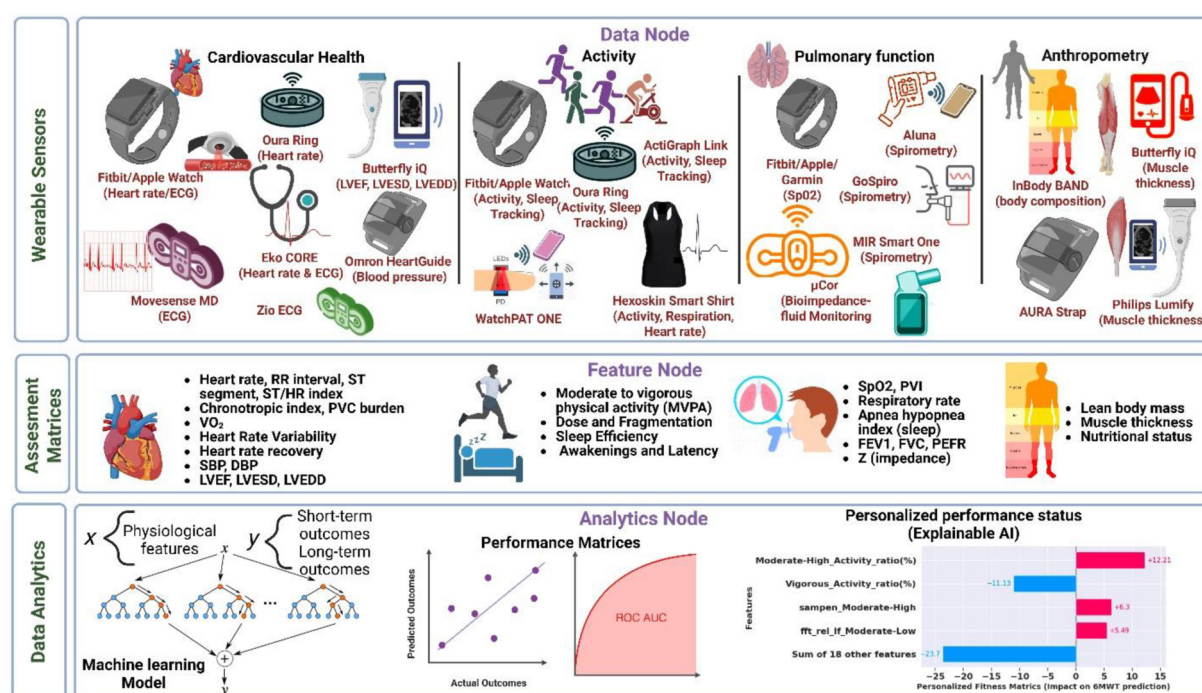 Wearable Sensors
Data Node
Cardiovascular Health
Fitbit/Apple Watch
(Heart rate/ECG)
Oura Ring
(Heart rate)
Butterfly iQ
(LVEF, LVESD, LVEDD)
Eko CORE
(Heart rate & ECG)
Omron HeartGuide
(Blood pressure)
Movesense MD
(ECG)
Zio ECG
Activity
Fitbit/Apple Watch
(Activity, Sleep
Tracking)
Oura Ring
(Activity, Sleep
Tracking)
ActiGraph Link
(Activity, Sleep
Tracking)
LEDs
PD
WatchPAT ONE
Hexoskin Smart Shirt
(Activity, Respiration,
Heart rate)
Pulmonary function
Fitbit/Apple/
Garmin
(Sp02)
Aluna
(Spirometry)
GoSpiro
(Spirometry)
MIR Smart One
(Spirometry)
µCor
(Bioimpedance-
fluid Monitoring
Anthropometry
InBody BAND
(body composition)
Butterfly iQ
(Muscle
thickness)
AURA Strap
Philips Lumify
(Muscle thickness
Assesment
Matrices
Feature Node
• Heart rate, RR interval, ST
segment, ST/HR index
• Chronotropic index, PVC burden
• VO₂
• Heart Rate Variability
• Heart rate recovery
• SBP, DBP
• LVEF, LVESD, LVEDD
zzZ
• Moderate to vigorous
physical activity (MVPA)
• Dose and Fragmentation
• Sleep Efficiency
• Awakenings and Latency
• SpO2, PVI
• Respiratory rate
• Apnea hypopnea
index (sleep)
• FEV1, FVC, PEFR
• Z (impedance)
• Lean body mass
• Muscle thickness
• Nutritional status
Data Analytics
Analytics Node
x
Physiological
features
y
Short-term
outcomes
Long-term
outcomes
x
...
+
y
Machine learning
Model
Performance Matrices
Predicted Outcomes
Actual Outcomes
ROC AUC
Personalized performance status
(Explainable AI)
Features
Moderate-High_Activity_ratio(%)
+12.21
Vigorous_Activity_ratio(%)
−11.13
sampen_Moderate-High
+6.3
fft_rel_lf_Moderate-Low
+5.49
Sum of 18 other features
−23.7
−25 −20 −15 −10 −5 0 5 10 15
Personalized Fitness Matrics (Impact on 6MWT prediction)